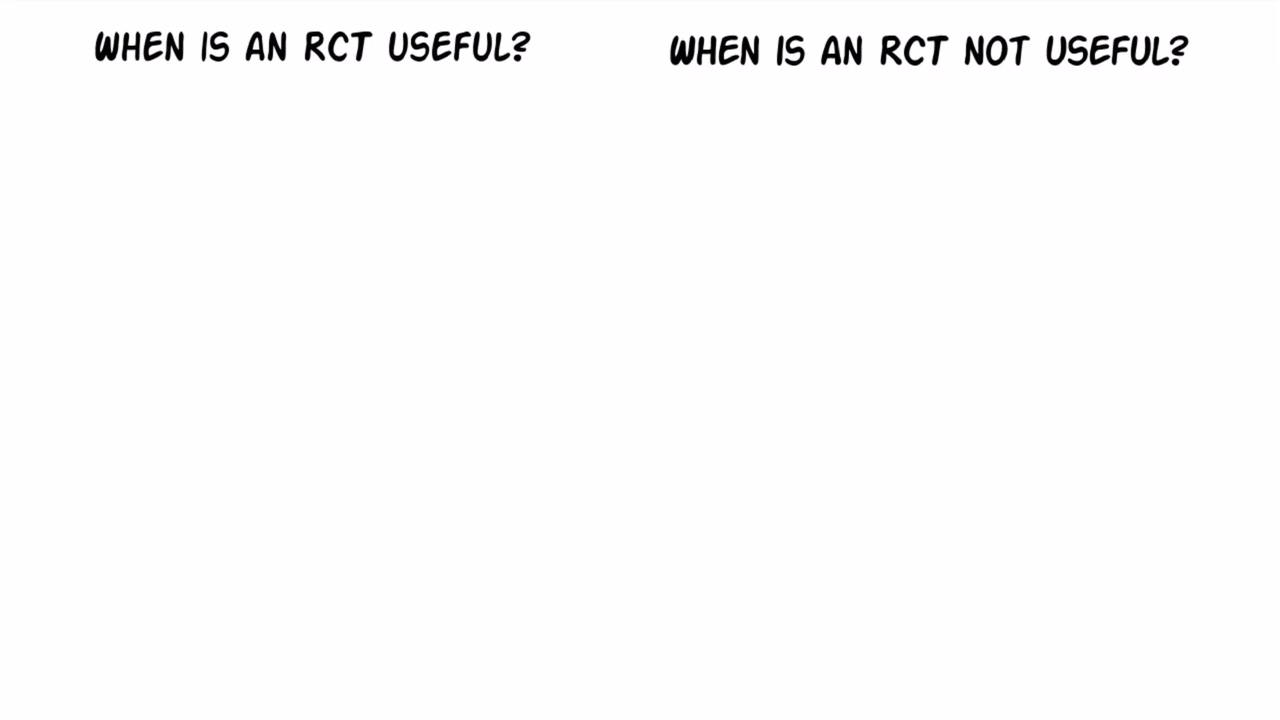 WHEN IS AN RCT USEFUL?
WHEN IS AN RCT NOT USEFUL?